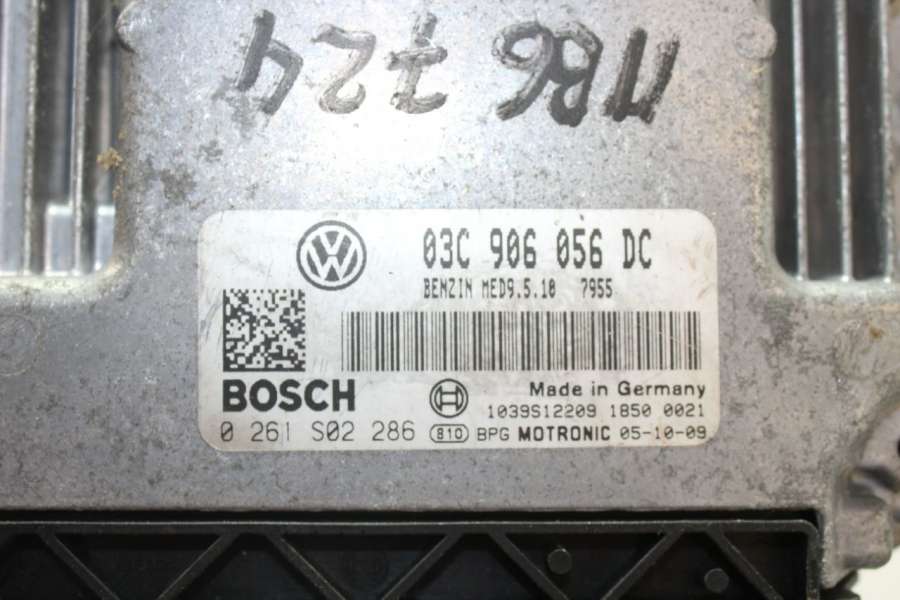 MB6 724
03C 906 056 DC
BENZIN MED9.5.10 7955
BOSCH
Made in Germany
1039S12209 1850 0021
0 261 S02 286 810 BPG MOTRONIC 05-10-09